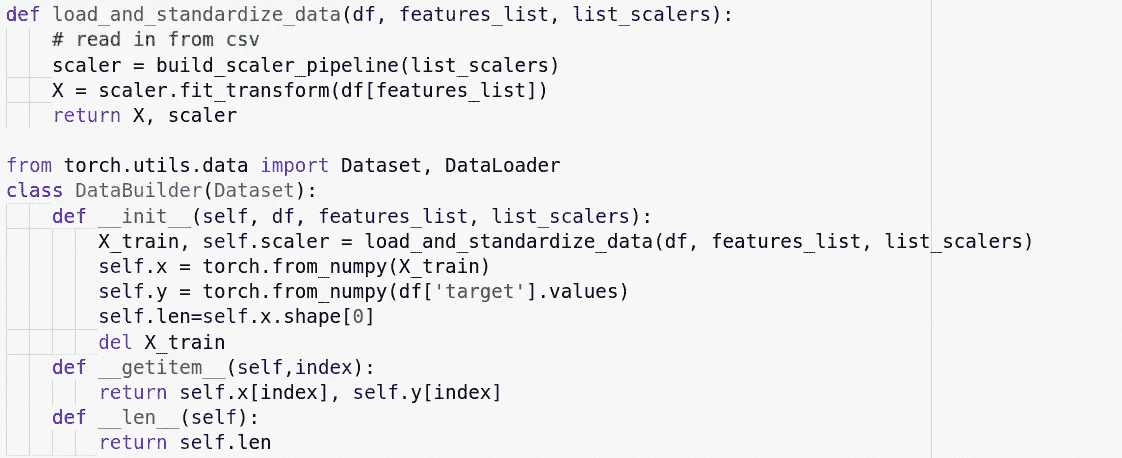 def load_and_standardize_data(df, features_list, list_scalers):
    # read in from csv
    scaler = build_scaler_pipeline(list_scalers)
    X = scaler.fit_transform(df[features_list])
    return X, scaler

from torch.utils.data import Dataset, DataLoader
class DataBuilder(Dataset):
    def __init__(self, df, features_list, list_scalers):
        X_train, self.scaler = load_and_standardize_data(df, features_list, list_scalers)
        self.x = torch.from_numpy(X_train)
        self.y = torch.from_numpy(df['target'].values)
        self.len=self.x.shape[0]
        del X_train
    def __getitem__(self,index):
        return self.x[index], self.y[index]
    def __len__(self):
        return self.len